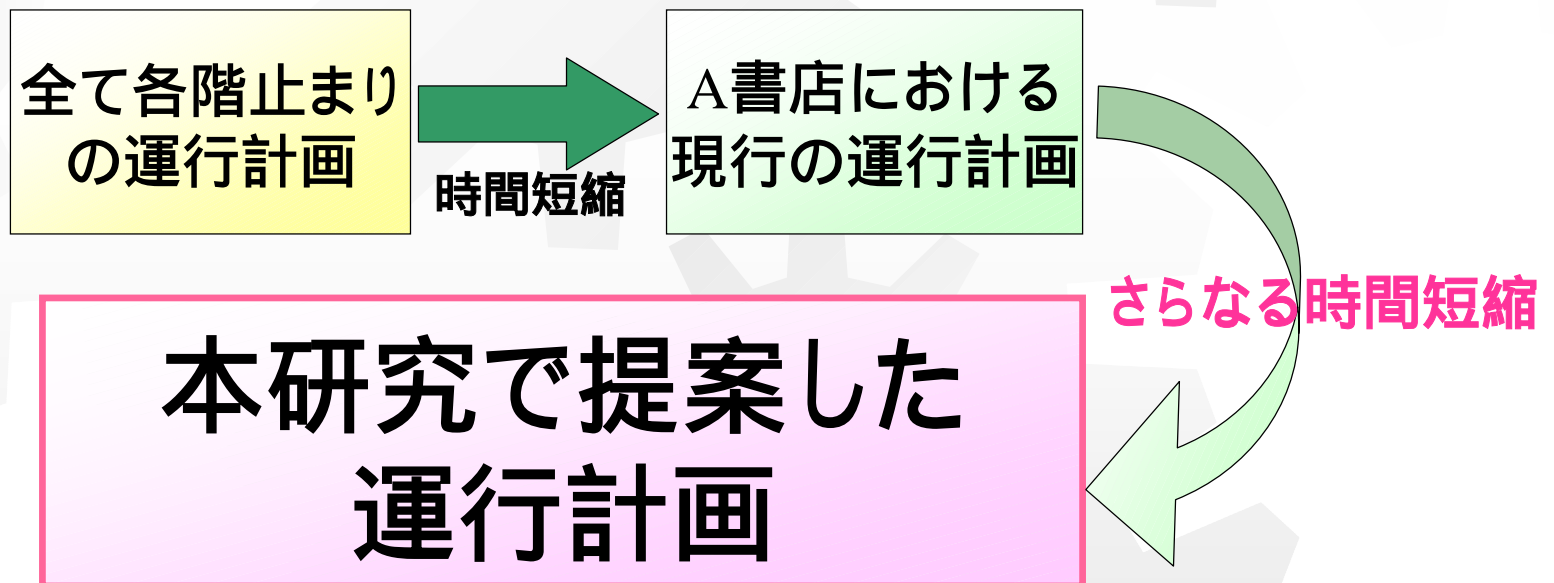 全て各階止まり
の運行計画
時間短縮
A書店における
現行の運行計画
さらなる時間短縮
本研究で提案した
運行計画